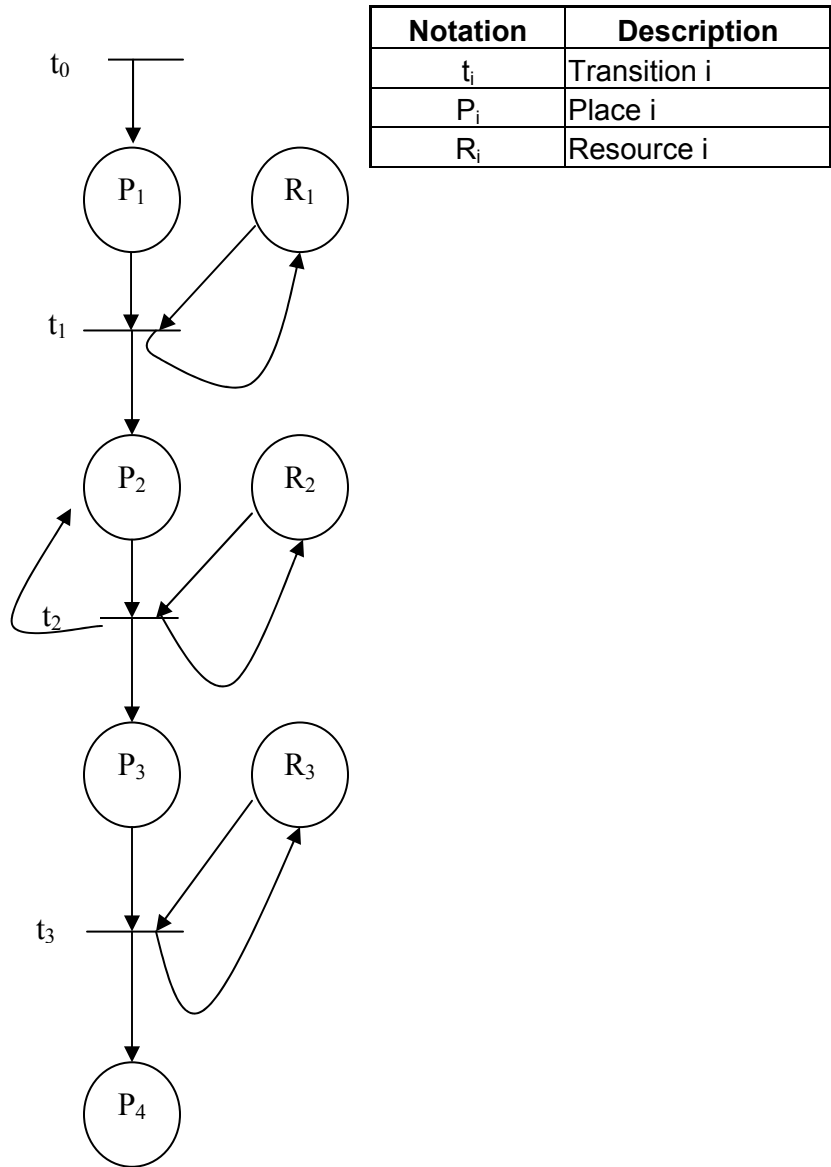 Notation Description
t₀
tᵢ Transition i
Pᵢ Place i
Rᵢ Resource i
P₁ R₁
t₁
P₂ R₂
t₂
P₃ R₃
t₃
P₄